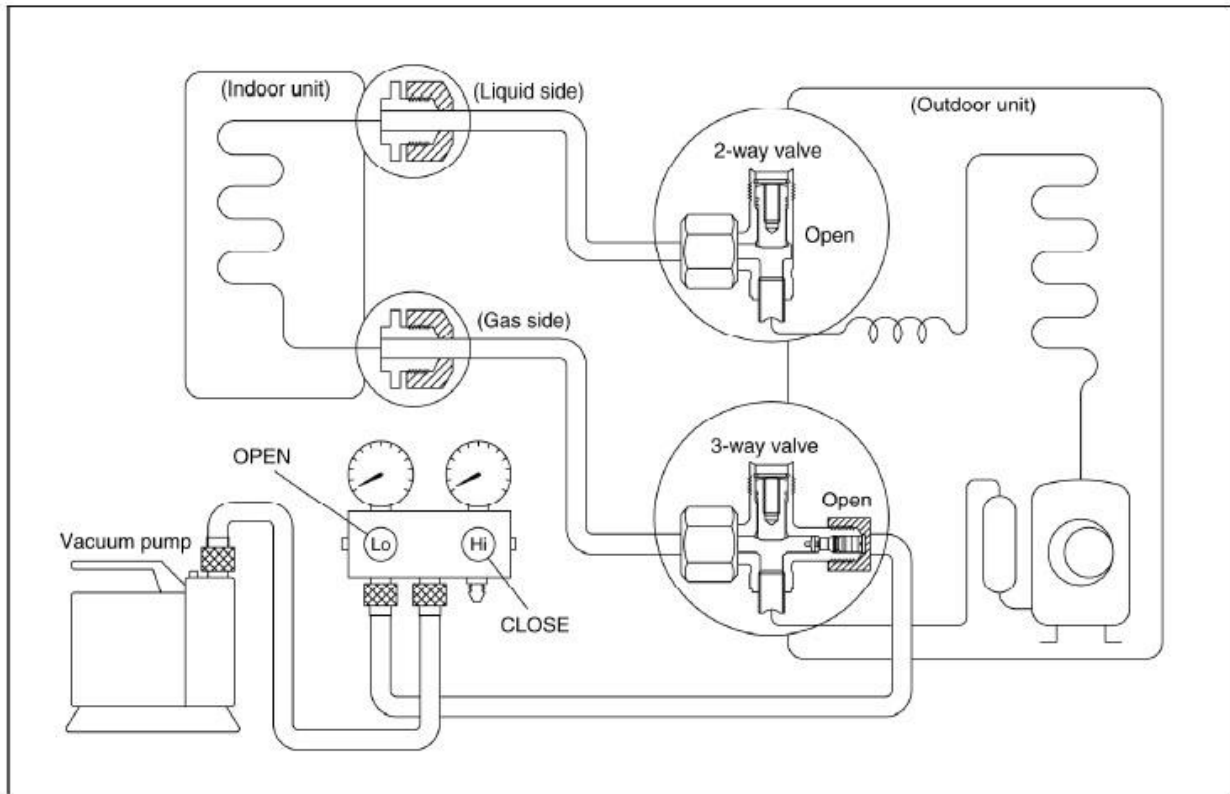 (Indoor unit)
(Liquid side)
(Outdoor unit)
2-way valve
Open
(Gas side)
3-way valve
Open
OPEN
Lo
Hi
Vacuum pump
CLOSE